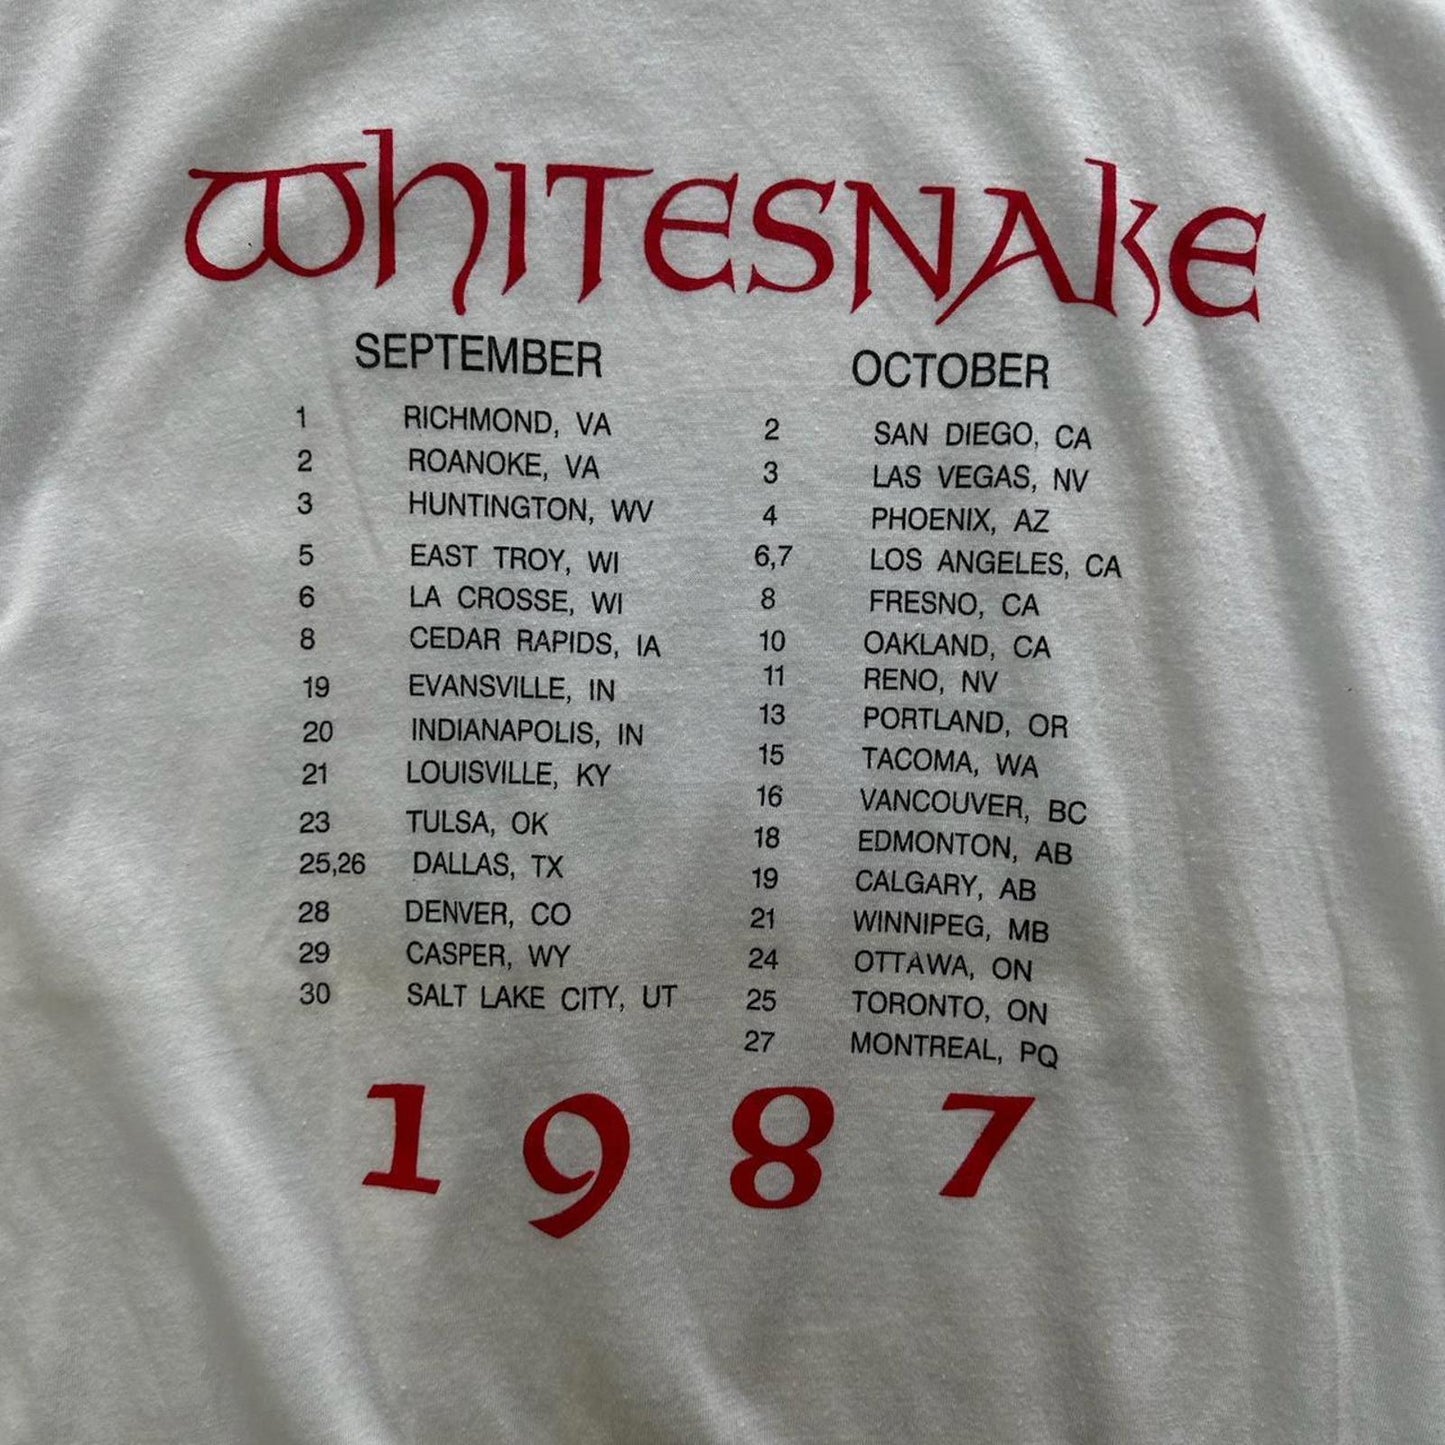 WHITESNAKE
SEPTEMBER
1 RICHMOND, VA
2 ROANOKE, VA
3 HUNTINGTON, WV
5 EAST TROY, WI
6 LA CROSSE, WI
8 CEDAR RAPIDS, IA
19 EVANSVILLE, IN
20 INDIANAPOLIS, IN
21 LOUISVILLE, KY
23 TULSA, OK
25,26 DALLAS, TX
28 DENVER, CO
29 CASPER, WY
30 SALT LAKE CITY, UT
OCTOBER
2 SAN DIEGO, CA
3 LAS VEGAS, NV
4 PHOENIX, AZ
6,7 LOS ANGELES, CA
8 FRESNO, CA
10 OAKLAND, CA
11 RENO, NV
13 PORTLAND, OR
15 TACOMA, WA
16 VANCOUVER, BC
18 EDMONTON, AB
19 CALGARY, AB
21 WINNIPEG, MB
24 OTTAWA, ON
25 TORONTO, ON
27 MONTREAL, PQ
1987